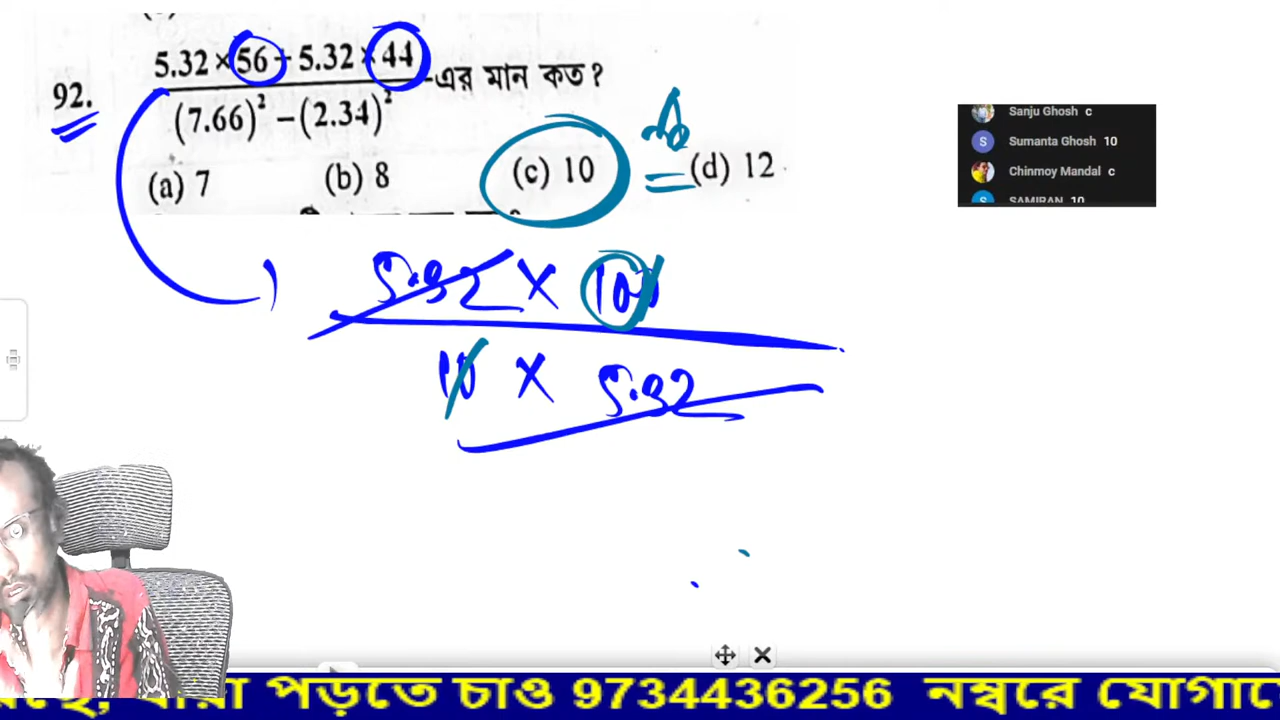 5.32 × 56 + 5.32 × 44
92. ――――――――――― -এর মান কত ?
(7.66)² − (2.34)²
(a) 7 (b) 8 (c) 10 (d) 12
5.32 × 100
10 × 5.32
Sanju Ghosh c
Sumanta Ghosh 10
Chinmoy Mandal c
SAMIRAN 10
পড়তে চাও 9734436256 নম্বরে